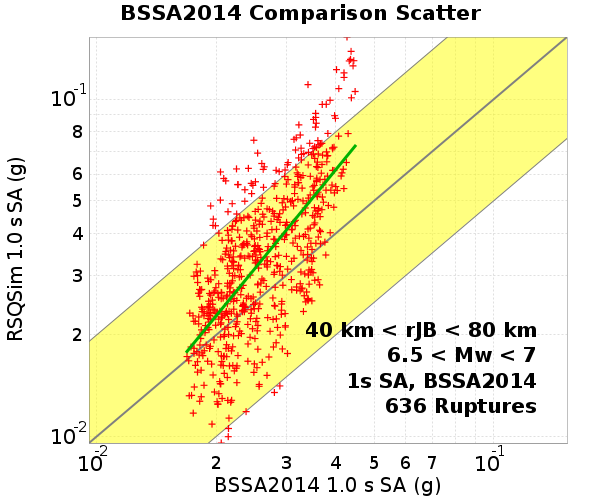 BSSA2014 Comparison Scatter
RSQSim 1.0 s SA (g)
10^-1
8
6
5
4
3
2
10^-2
40 km < rJB < 80 km
6.5 < Mw < 7
1s SA, BSSA2014
636 Ruptures
10^-2 2 3 4 5 6 7 10^-1
BSSA2014 1.0 s SA (g)